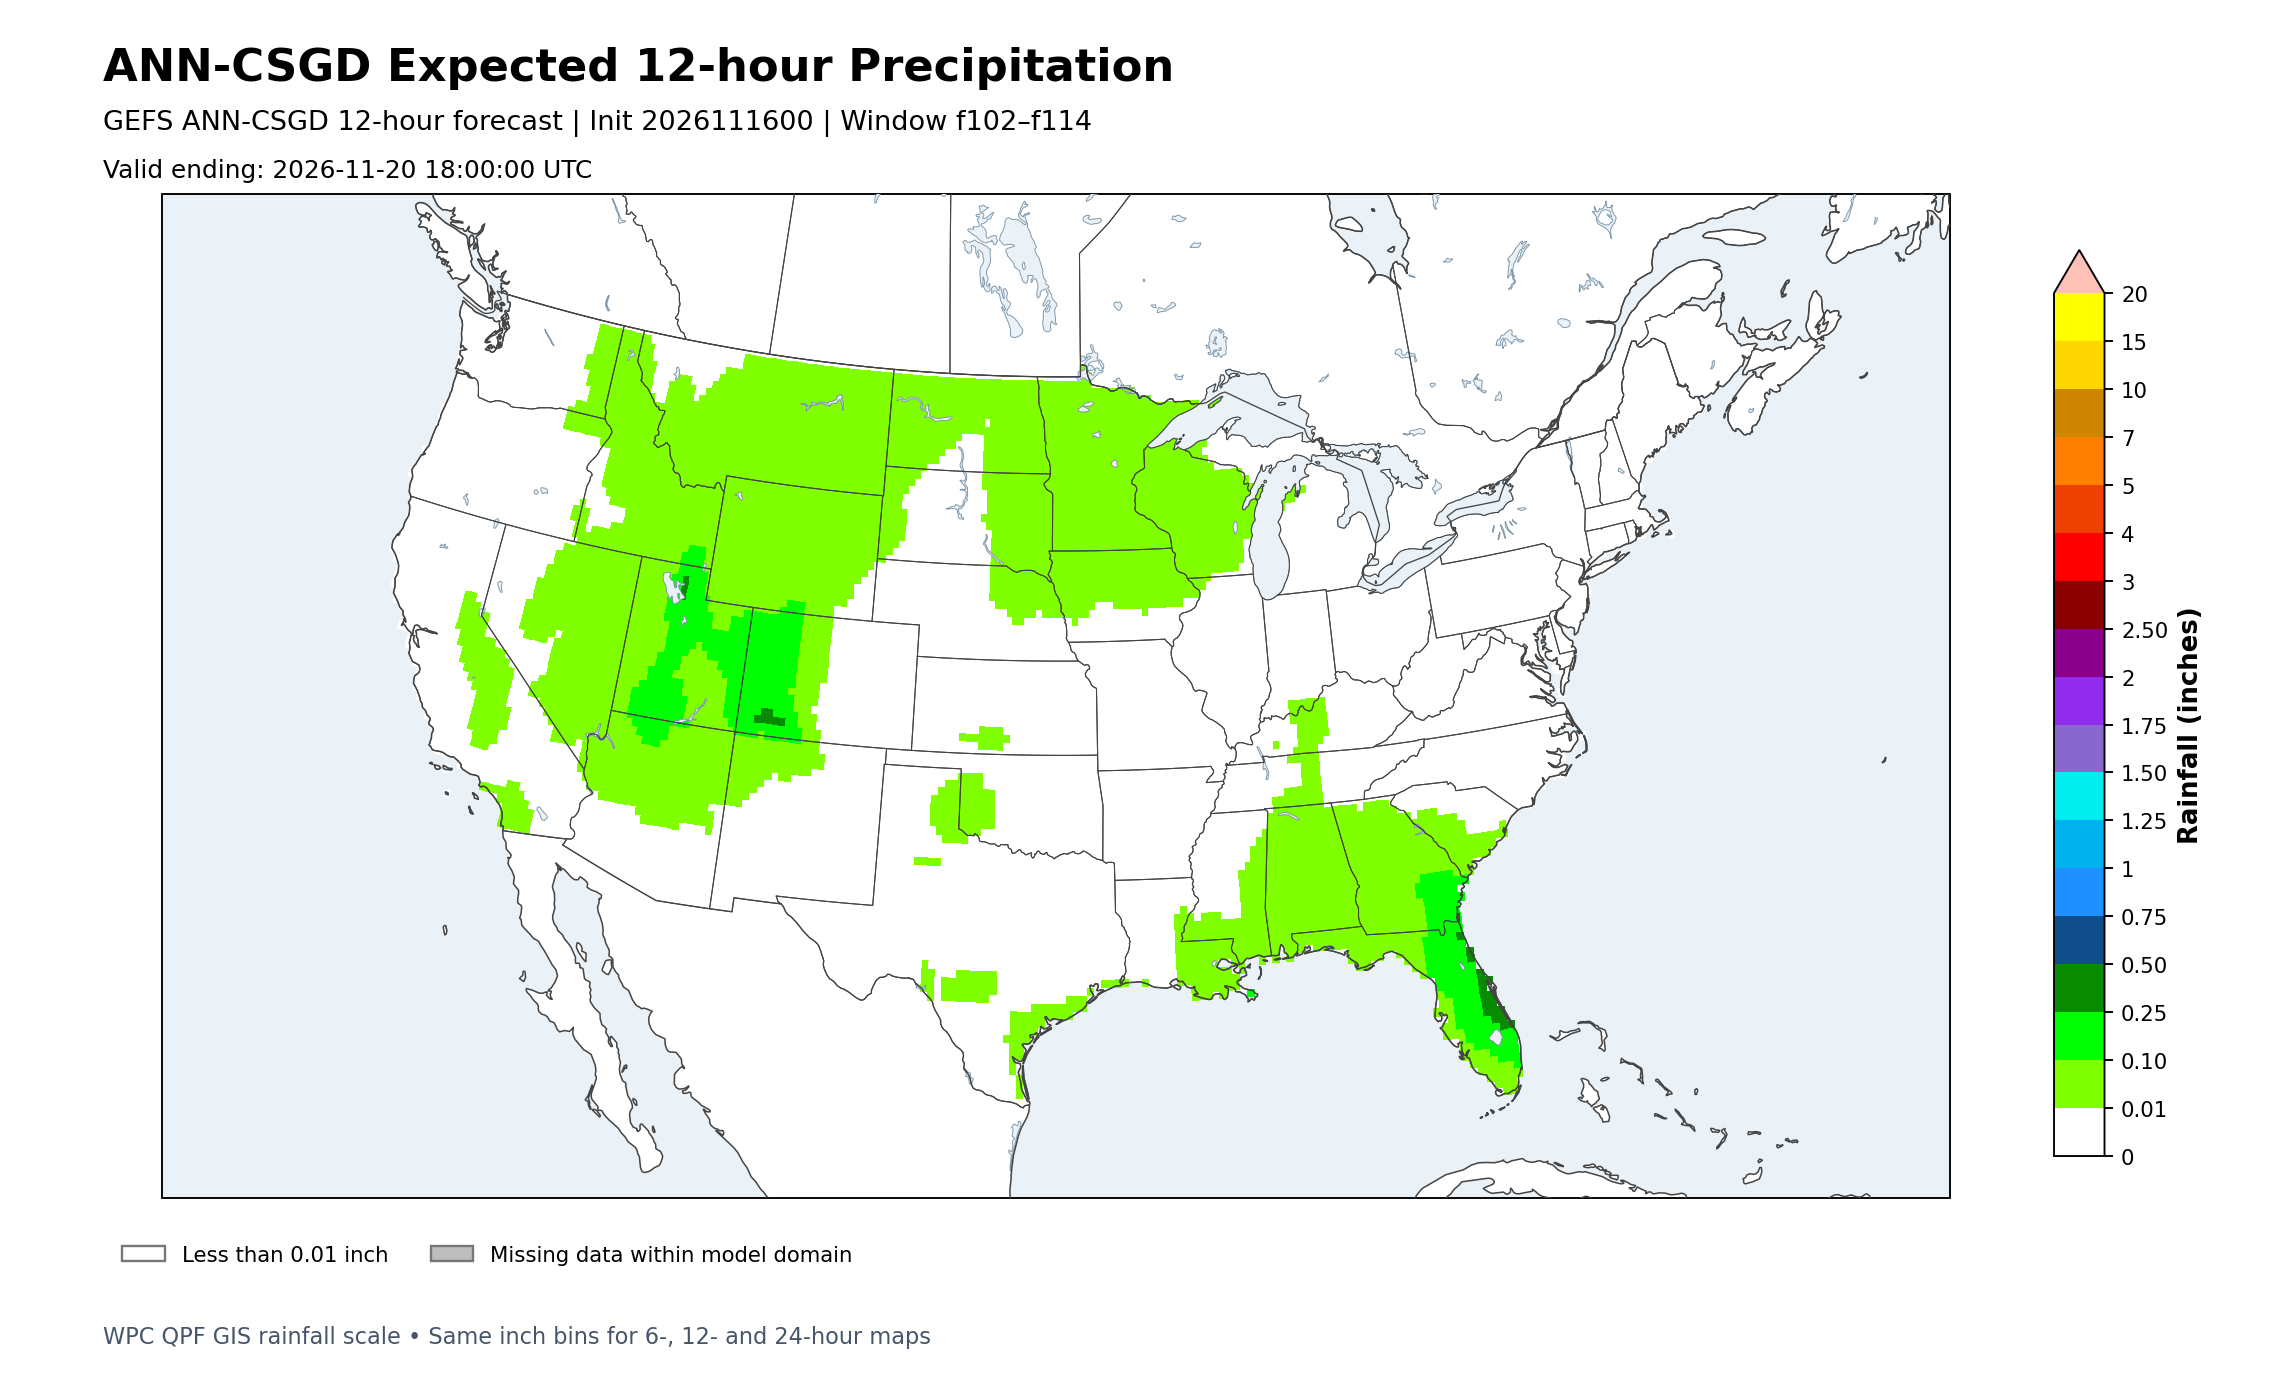 ANN-CSGD Expected 12-hour Precipitation
GEFS ANN-CSGD 12-hour forecast | Init 2026111600 | Window f102–f114
Valid ending: 2026-11-20 18:00:00 UTC
20
15
10
7
5
4
3
2.50
2
1.75
1.50
1.25
1
0.75
0.50
0.25
0.10
0.01
0
Rainfall (inches)
Less than 0.01 inch
Missing data within model domain
WPC QPF GIS rainfall scale • Same inch bins for 6-, 12- and 24-hour maps